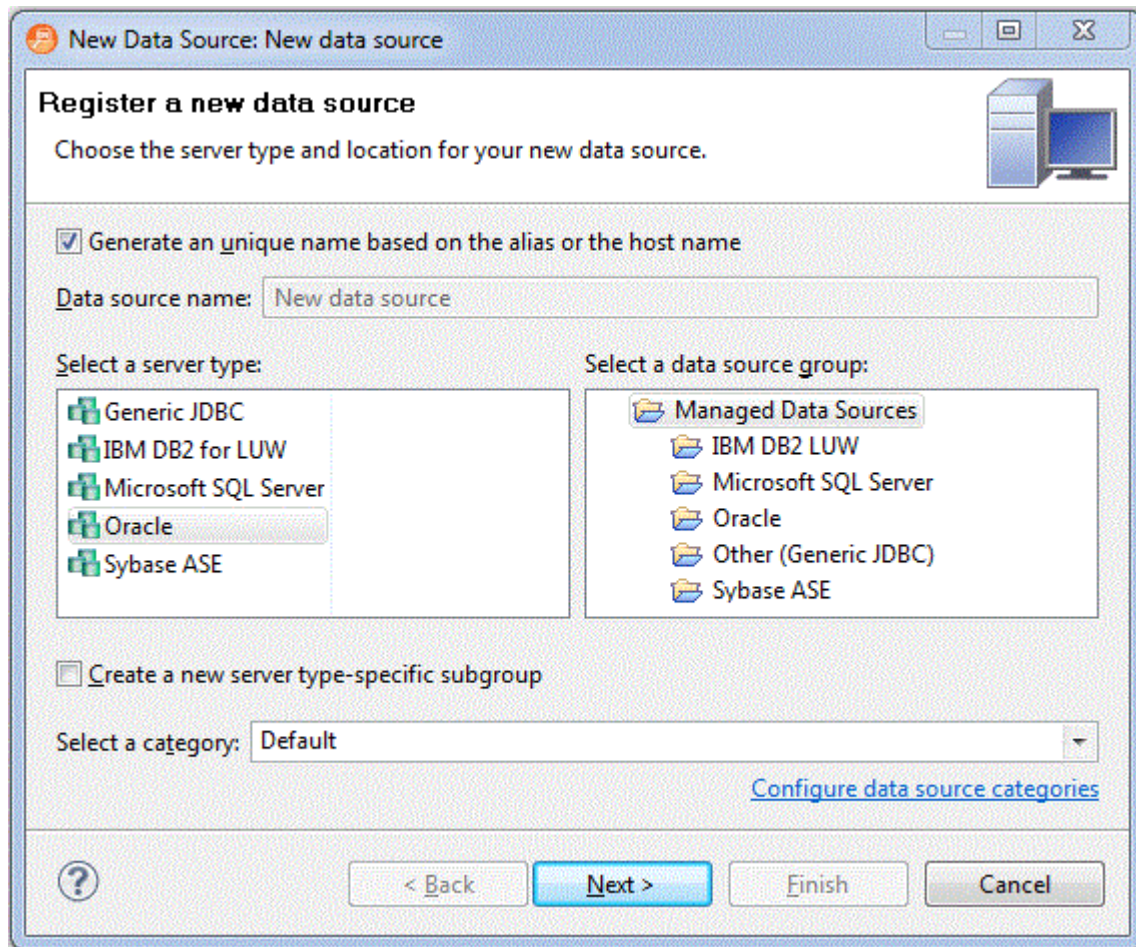 New Data Source: New data source
Register a new data source
Choose the server type and location for your new data source.
Generate an unique name based on the alias or the host name
Data source name: New data source
Select a server type:
Generic JDBC
IBM DB2 for LUW
Microsoft SQL Server
Oracle
Sybase ASE
Select a data source group:
Managed Data Sources
IBM DB2 LUW
Microsoft SQL Server
Oracle
Other (Generic JDBC)
Sybase ASE
Create a new server type-specific subgroup
Select a category: Default
Configure data source categories
? < Back Next > Finish Cancel